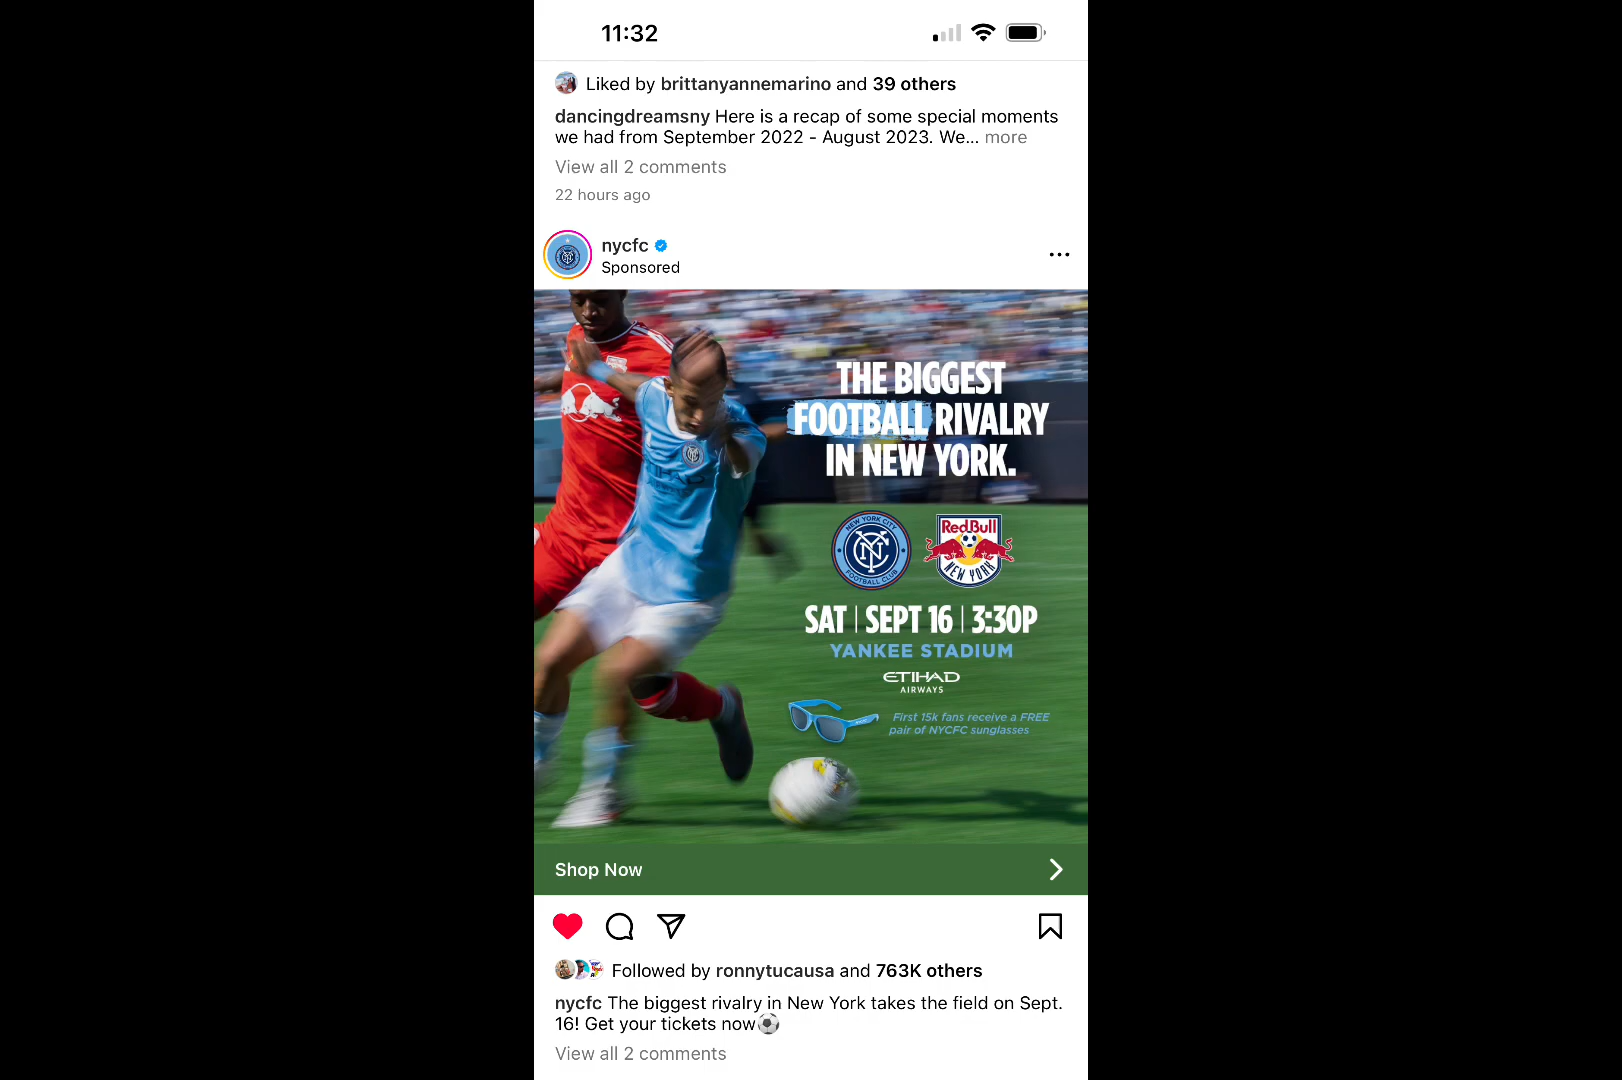 11:32
Liked by brittanyannemarino and 39 others
dancingdreamsny Here is a recap of some special moments
we had from September 2022 - August 2023. We... more
View all 2 comments
22 hours ago
nycfc
Sponsored
THE BIGGEST
FOOTBALL RIVALRY
IN NEW YORK.
NEW YORK CITY
NYC
FOOTBALL CLUB
Red Bull
NEW YORK
SAT | SEPT 16 | 3:30P
YANKEE STADIUM
ETIHAD
AIRWAYS
First 15k fans receive a FREE
pair of NYCFC sunglasses
ETIHAD
Shop Now
Followed by ronnytucausa and 763K others
nycfc The biggest rivalry in New York takes the field on Sept.
16! Get your tickets now⚽
View all 2 comments